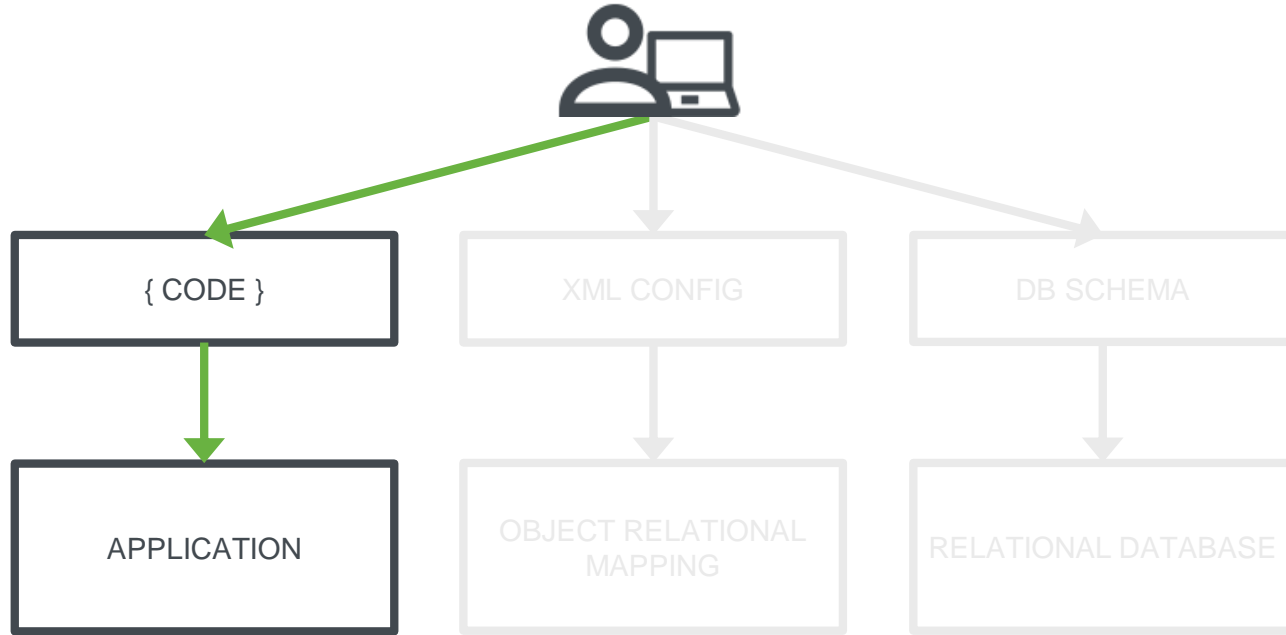 { CODE }
XML CONFIG
DB SCHEMA
APPLICATION
OBJECT RELATIONAL
MAPPING
RELATIONAL DATABASE